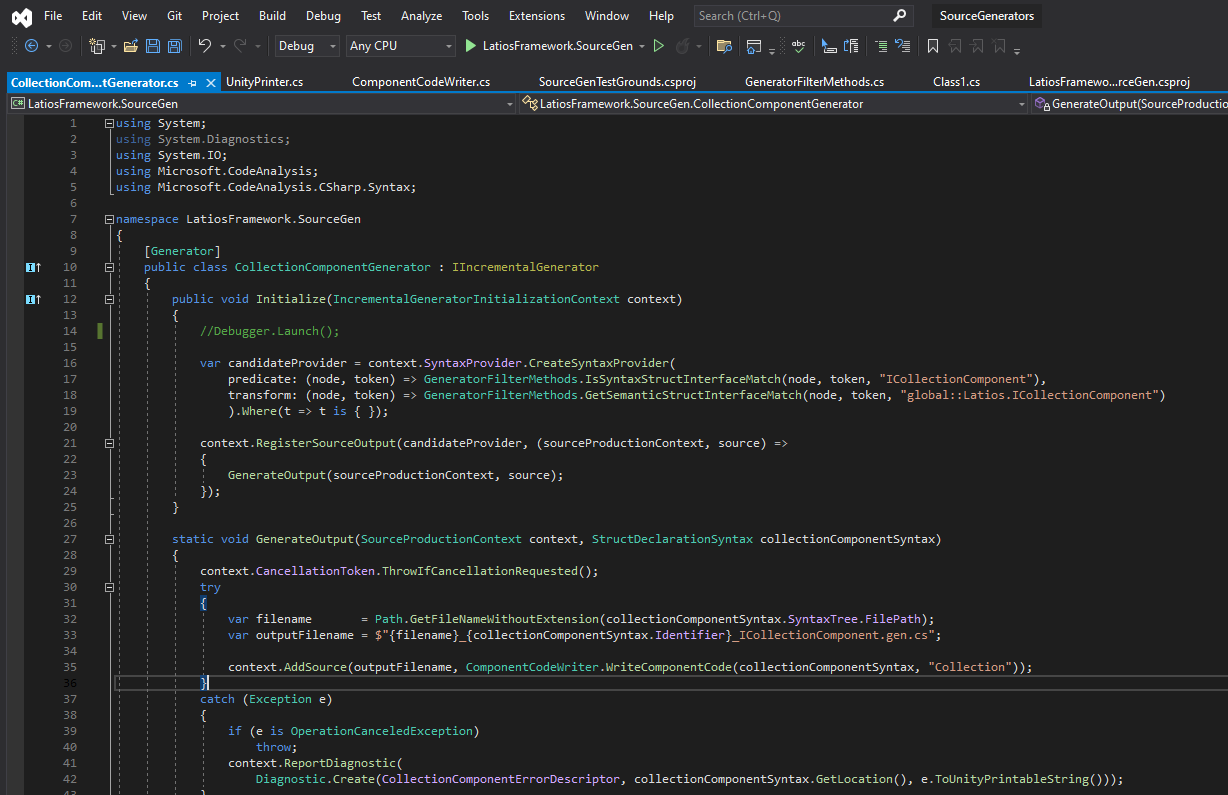 File Edit View Git Project Build Debug Test Analyze Tools Extensions Window Help Search (Ctrl+Q) SourceGenerators
Debug Any CPU LatiosFramework.SourceGen
CollectionCom...tGenerator.cs UnityPrinter.cs ComponentCodeWriter.cs SourceGenTestGrounds.csproj GeneratorFilterMethods.cs Class1.cs LatiosFramewo...rceGen.csproj
C# LatiosFramework.SourceGen LatiosFramework.SourceGen.CollectionComponentGenerator GenerateOutput(SourceProductio
1 using System;
2 using System.Diagnostics;
3 using System.IO;
4 using Microsoft.CodeAnalysis;
5 using Microsoft.CodeAnalysis.CSharp.Syntax;
6
7 namespace LatiosFramework.SourceGen
8 {
9 [Generator]
10 public class CollectionComponentGenerator : IIncrementalGenerator
11 {
12 public void Initialize(IncrementalGeneratorInitializationContext context)
13 {
14 //Debugger.Launch();
15
16 var candidateProvider = context.SyntaxProvider.CreateSyntaxProvider(
17 predicate: (node, token) => GeneratorFilterMethods.IsSyntaxStructInterfaceMatch(node, token, "ICollectionComponent"),
18 transform: (node, token) => GeneratorFilterMethods.GetSemanticStructInterfaceMatch(node, token, "global::Latios.ICollectionComponent")
19 ).Where(t => t is { });
20
21 context.RegisterSourceOutput(candidateProvider, (sourceProductionContext, source) =>
22 {
23 GenerateOutput(sourceProductionContext, source);
24 });
25 }
26
27 static void GenerateOutput(SourceProductionContext context, StructDeclarationSyntax collectionComponentSyntax)
28 {
29 context.CancellationToken.ThrowIfCancellationRequested();
30 try
31 {
32 var filename = Path.GetFileNameWithoutExtension(collectionComponentSyntax.SyntaxTree.FilePath);
33 var outputFilename = $"{filename}_{collectionComponentSyntax.Identifier}_ICollectionComponent.gen.cs";
34
35 context.AddSource(outputFilename, ComponentCodeWriter.WriteComponentCode(collectionComponentSyntax, "Collection"));
36 }
37 catch (Exception e)
38 {
39 if (e is OperationCanceledException)
40 throw;
41 context.ReportDiagnostic(
42 Diagnostic.Create(CollectionComponentErrorDescriptor, collectionComponentSyntax.GetLocation(), e.ToUnityPrintableString()));
43 }